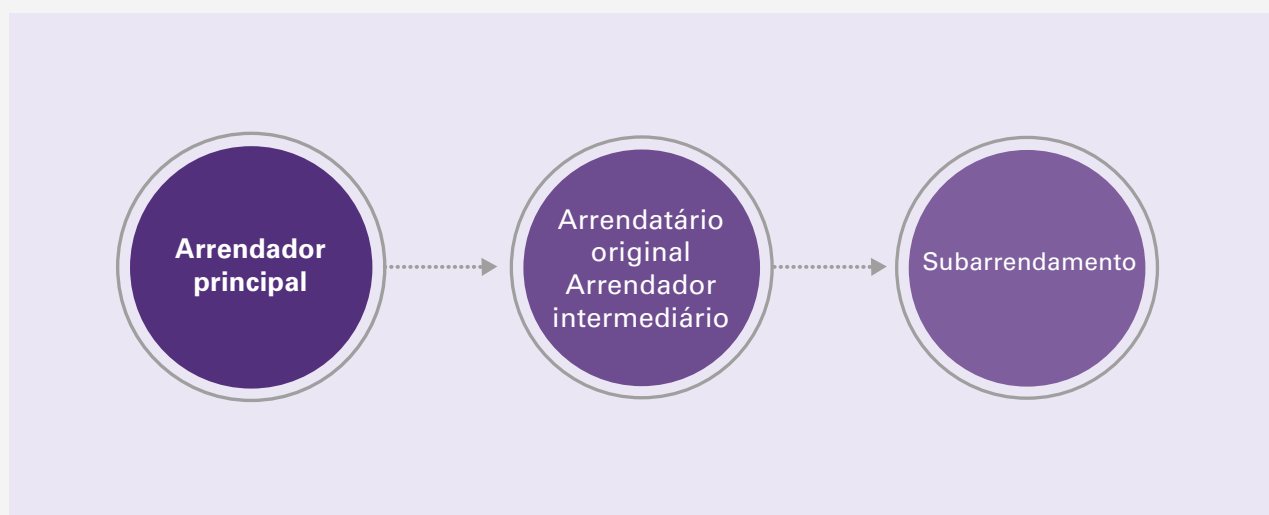 Arrendador
principal
Arrendatário
original
Arrendador
intermediário
Subarrendamento